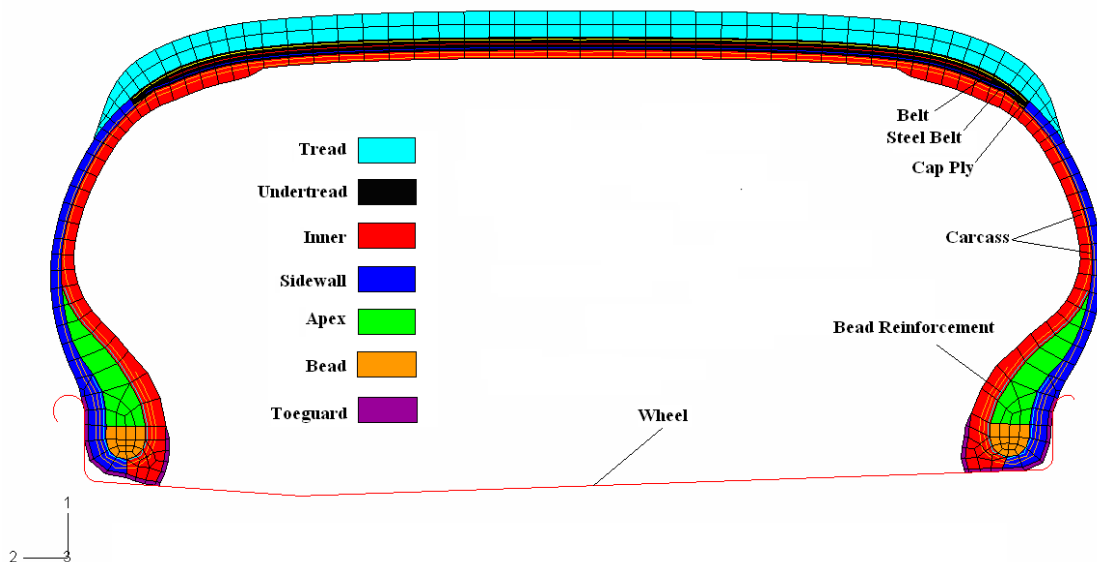 Belt
Steel Belt
Cap Ply
Tread
Undertread
Inner
Sidewall
Apex
Bead
Toeguard
Carcass
Bead Reinforcement
Wheel
1
2
3